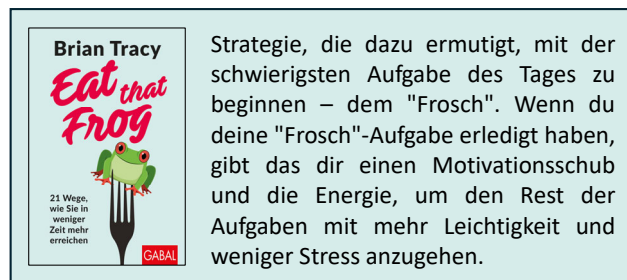 Brian Tracy
Eat that
Frog
21 Wege,
wie Sie in
weniger
Zeit mehr
erreichen
GABAL
Strategie, die dazu ermutigt, mit der
schwierigsten Aufgabe des Tages zu
beginnen – dem "Frosch". Wenn du
deine "Frosch"-Aufgabe erledigt haben,
gibt das dir einen Motivationsschub
und die Energie, um den Rest der
Aufgaben mit mehr Leichtigkeit und
weniger Stress anzugehen.